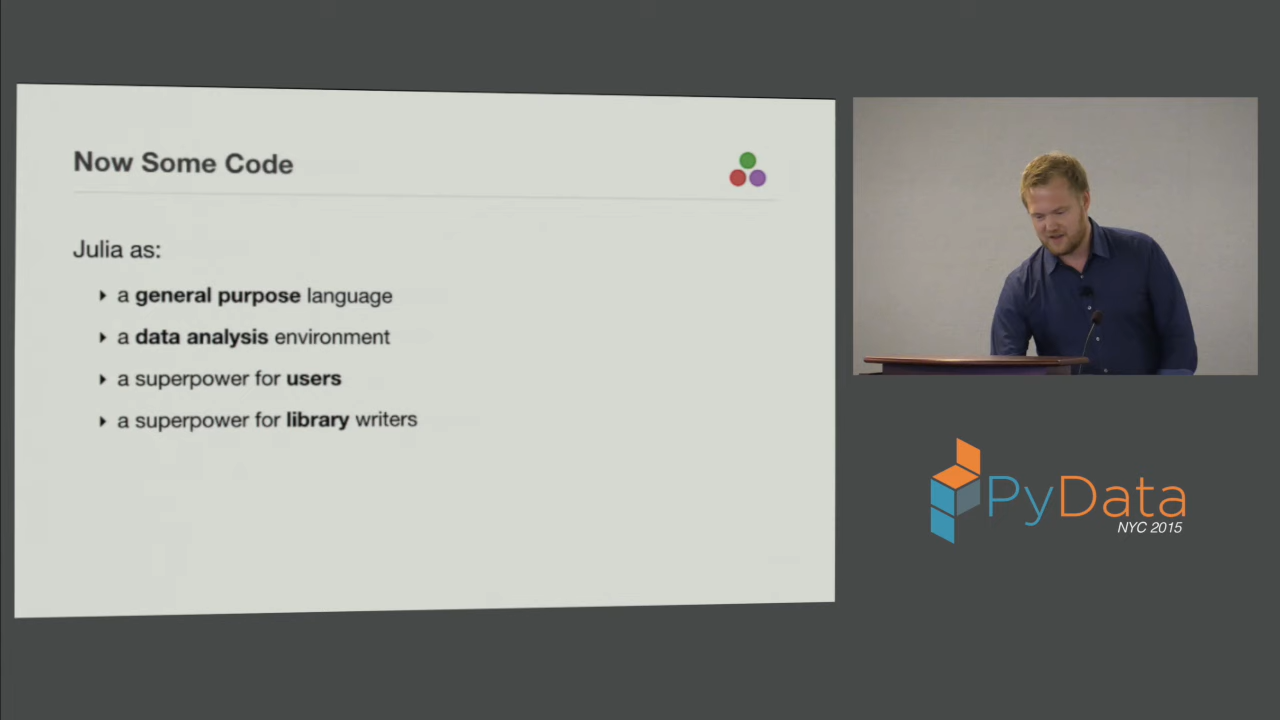 Now Some Code
Julia as:
a general purpose language
a data analysis environment
a superpower for users
a superpower for library writers
PyData
NYC 2015